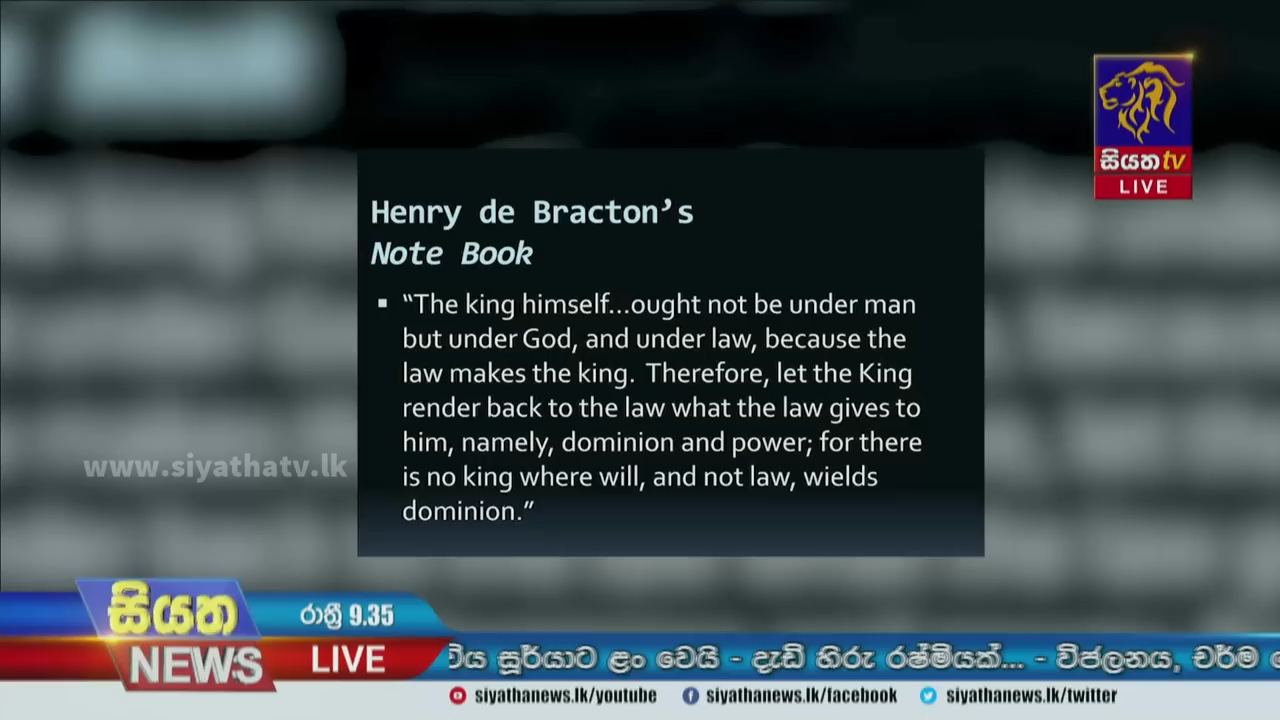 සියත tv
LIVE
Henry de Bracton’s
Note Book
▪ “The king himself...ought not be under man
but under God, and under law, because the
law makes the king. Therefore, let the King
render back to the law what the law gives to
him, namely, dominion and power; for there
is no king where will, and not law, wields
dominion.”
www.siyathatv.lk
සියත
NEWS
රාත්‍රී 9.35
LIVE
සූර්යාට ළං වෙයි - දැඩි හිරු රෂ්මියක්... - විජලනය, චර්ම
siyathanews.lk/youtube
siyathanews.lk/facebook
siyathanews.lk/twitter